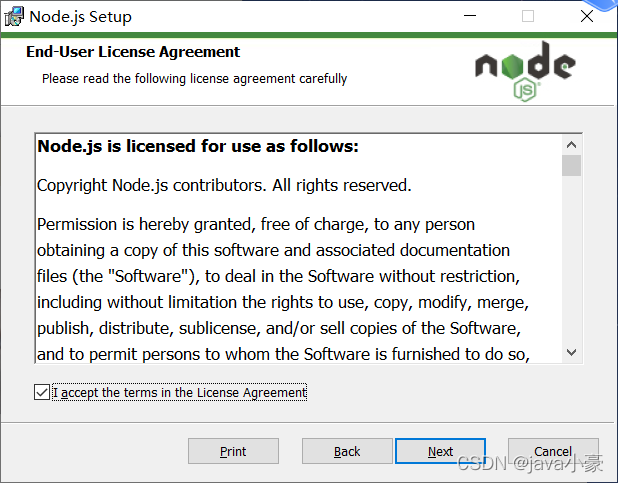 Node.js Setup
End-User License Agreement
Please read the following license agreement carefully
node
JS
Node.js is licensed for use as follows:
Copyright Node.js contributors. All rights reserved.
Permission is hereby granted, free of charge, to any person
obtaining a copy of this software and associated documentation
files (the "Software"), to deal in the Software without restriction,
including without limitation the rights to use, copy, modify, merge,
publish, distribute, sublicense, and/or sell copies of the Software,
and to permit persons to whom the Software is furnished to do so,
I accept the terms in the License Agreement
Print Back Next Cancel
CSDN @java小豪